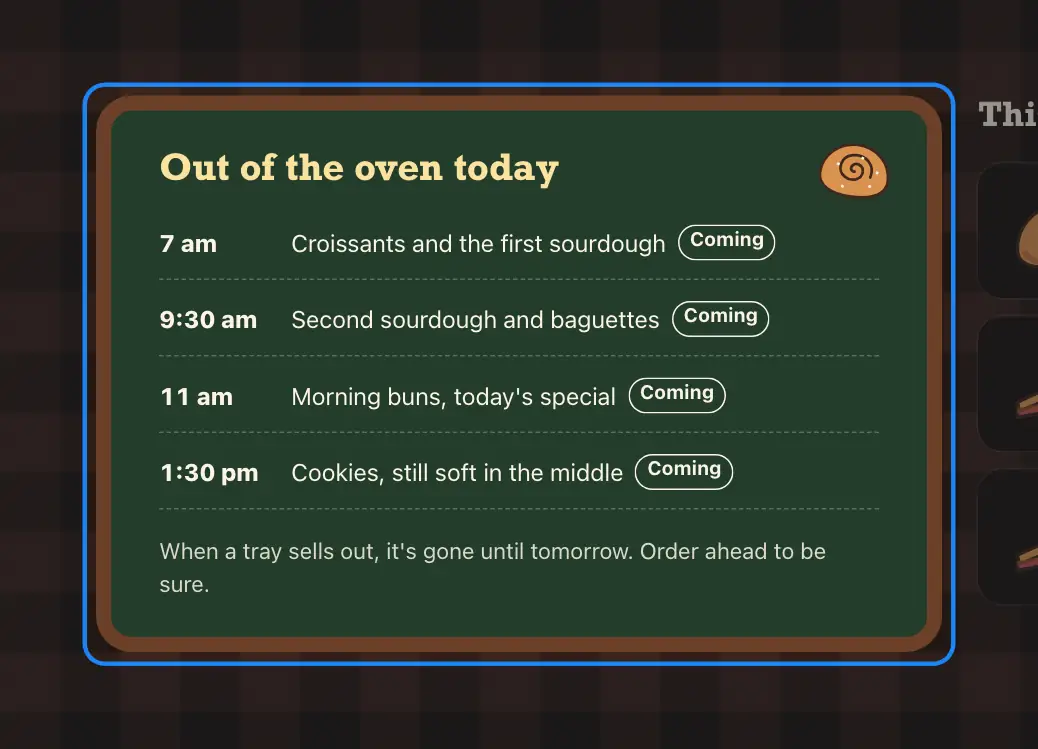 Out of the oven today
7 am Croissants and the first sourdough Coming
9:30 am Second sourdough and baguettes Coming
11 am Morning buns, today's special Coming
1:30 pm Cookies, still soft in the middle Coming
When a tray sells out, it's gone until tomorrow. Order ahead to be
sure.